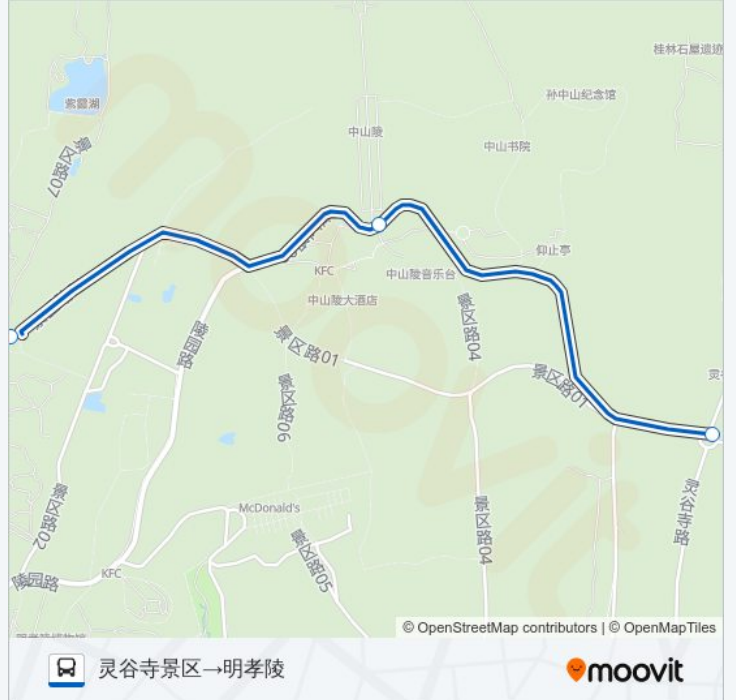 桂林石屋遗迹
紫霞湖
孙中山纪念馆
中山陵
景区路07
中山书院
仰止亭
KFC
中山陵音乐台
中山陵大酒店
景区路04
陵园路
景区路01
景区路01
灵谷
景区路06
McDonald's
景区路02
灵谷寺路
景区路04
景区路05
KFC
陵园路
© OpenStreetMap contributors | © OpenMapTiles
灵谷寺景区→明孝陵
moovit